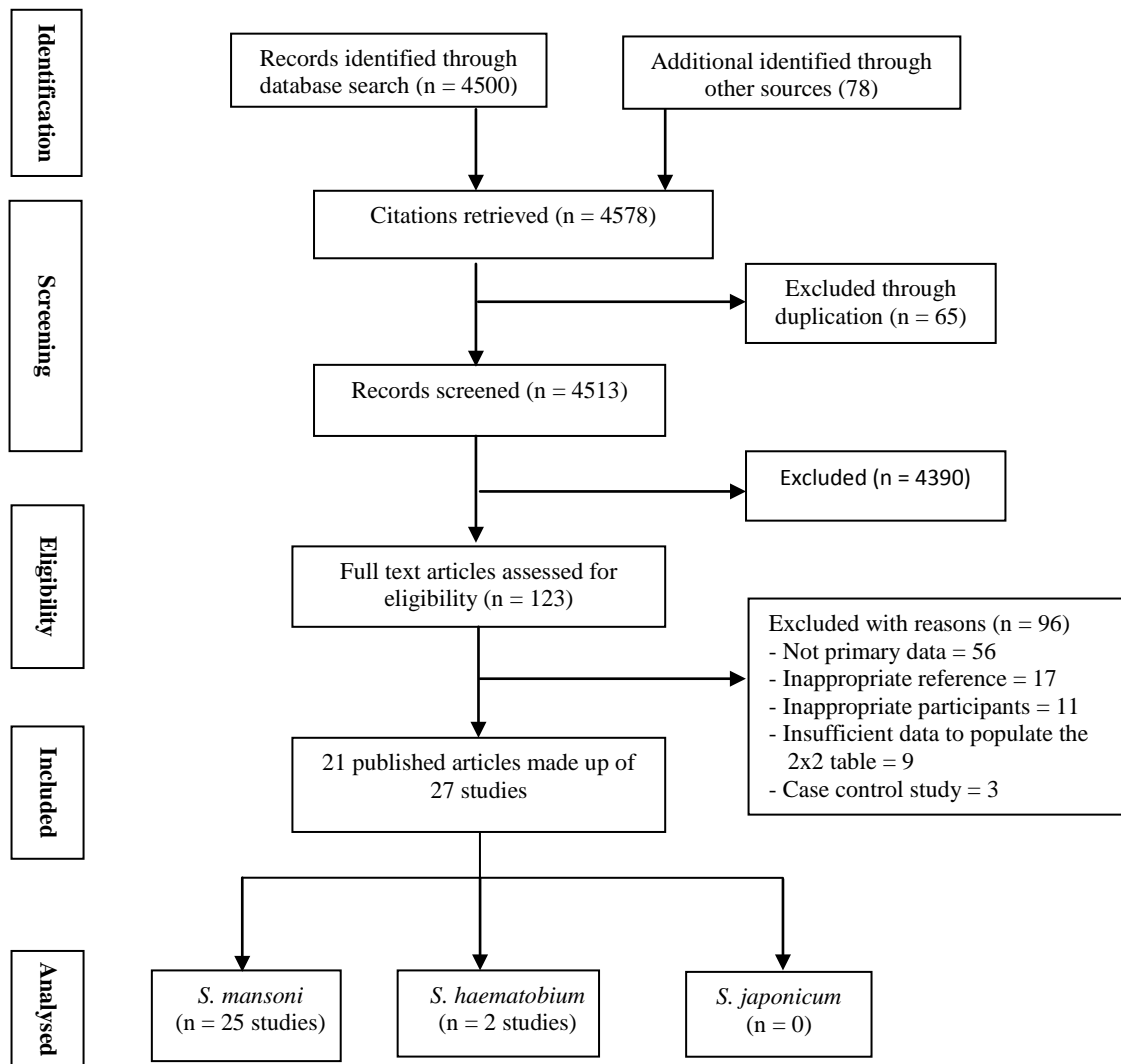 Identification
Records identified through
database search (n = 4500)
Additional identified through
other sources (78)
Screening
Citations retrieved (n = 4578)
Excluded through
duplication (n = 65)
Records screened (n = 4513)
Excluded (n = 4390)
Eligibility
Full text articles assessed for
eligibility (n = 123)
Excluded with reasons (n = 96)
- Not primary data = 56
- Inappropriate reference = 17
- Inappropriate participants = 11
- Insufficient data to populate the
2x2 table = 9
- Case control study = 3
Included
21 published articles made up of
27 studies
Analysed
S. mansoni
(n = 25 studies)
S. haematobium
(n = 2 studies)
S. japonicum
(n = 0)